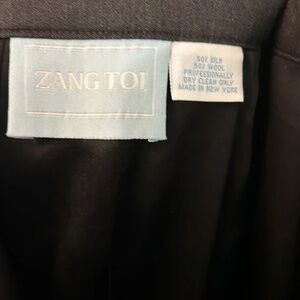 ZANG TOI
50% SILK
50% WOOL
PROFESSIONALLY
DRY CLEAN ONLY
MADE IN NEW YORK